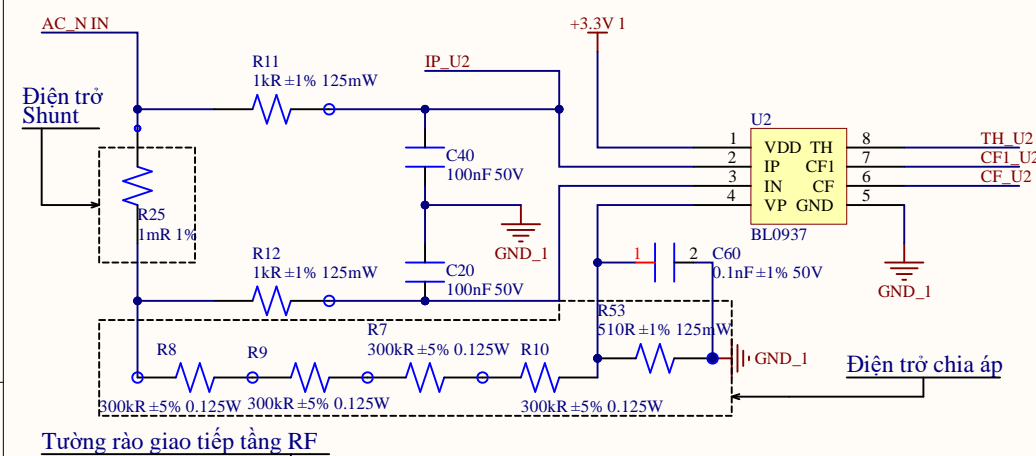 AC_N IN
+3.3V 1
R11
1kR ±1% 125mW
IP_U2
Điện trở
Shunt
U2
1 VDD TH 8 TH_U2
2 IP CF1 7 CF1_U2
3 IN CF 6 CF_U2
4 VP GND 5
BL0937
C40
100nF 50V
R25
1mR 1%
GND_1
R12
1kR ±1% 125mW
C20
100nF 50V
1 2 C60
0.1nF ±1% 50V
GND_1
R53
510R ±1% 125mW
R7
300kR ±5% 0.125W
R8
R9
R10
GND_1
Điện trở chia áp
300kR ±5% 0.125W
300kR ±5% 0.125W
300kR ±5% 0.125W
Tường rào giao tiếp tầng RF